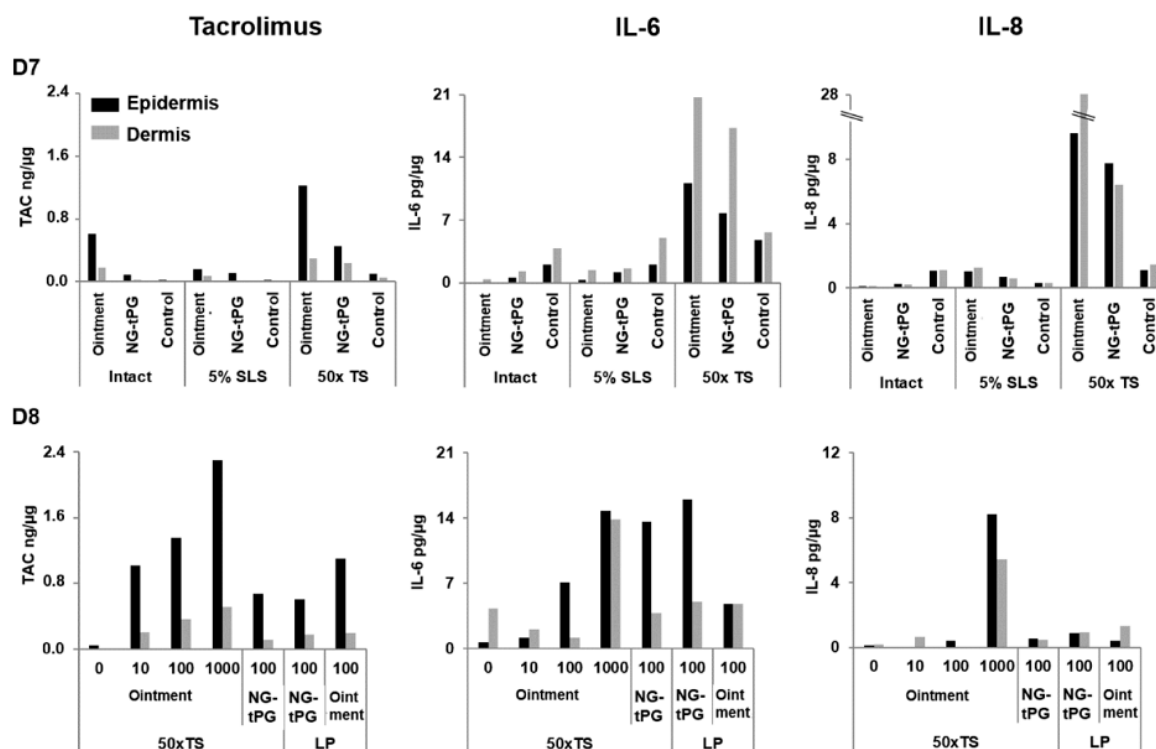 Tacrolimus IL-6 IL-8
D7
Epidermis
Dermis
TAC ng/µg
2.4
1.6
0.8
0.0
Ointment NG-tPG Control Ointment NG-tPG Control Ointment NG-tPG Control
Intact 5% SLS 50x TS
IL-6 pg/µg
21
14
7
0
Ointment NG-tPG Control Ointment NG-tPG Control Ointment NG-tPG Control
Intact 5% SLS 50x TS
IL-8 pg/µg
28
8
4
0
Ointment NG-tPG Control Ointment NG-tPG Control Ointment NG-tPG Control
Intact 5% SLS 50x TS
D8
TAC ng/µg
2.4
1.6
0.8
0.0
0 10 100 1000 100 100 100
Ointment NG-tPG NG-tPG Ointment
50xTS LP
IL-6 pg/µg
21
14
7
0
0 10 100 1000 100 100 100
Ointment NG-tPG NG-tPG Ointment
50xTS LP
IL-8 pg/µg
12
8
4
0
0 10 100 1000 100 100 100
Ointment NG-tPG NG-tPG Ointment
50xTS LP